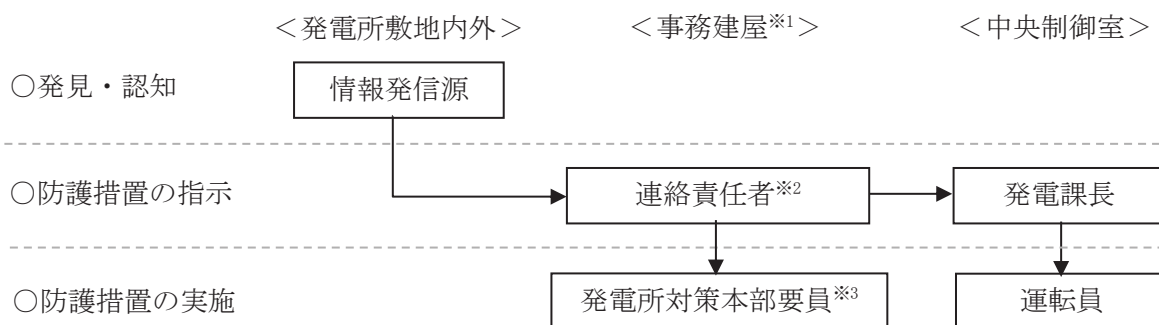 ＜発電所敷地内外＞ ＜事務建屋※1＞ ＜中央制御室＞
○発見・認知 情報発信源
○防護措置の指示 連絡責任者※2 発電課長
○防護措置の実施 発電所対策本部要員※3 運転員